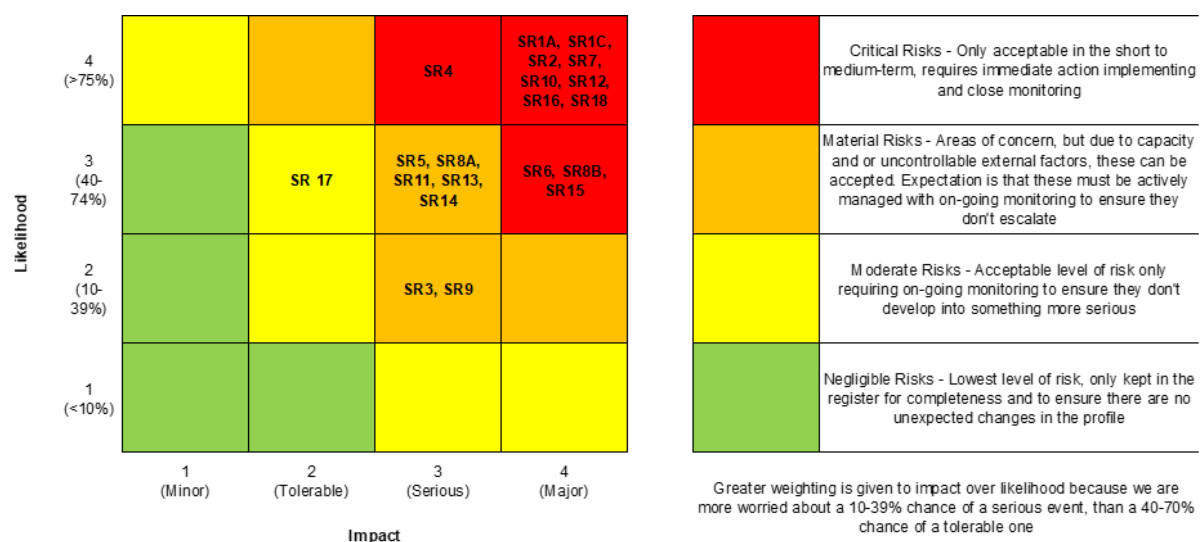 4
(>75%)
SR4
SR1A, SR1C,
SR2, SR7,
SR10, SR12,
SR16, SR18
3
(40-
74%)
SR 17
SR5, SR8A,
SR11, SR13,
SR14
SR6, SR8B,
SR15
2
(10-
39%)
SR3, SR9
1
(<10%)
Likelihood
1
(Minor)
2
(Tolerable)
3
(Serious)
4
(Major)
Impact
Critical Risks - Only acceptable in the short to
medium-term, requires immediate action implementing
and close monitoring
Material Risks - Areas of concern, but due to capacity
and or uncontrollable external factors, these can be
accepted. Expectation is that these must be actively
managed with on-going monitoring to ensure they
don't escalate
Moderate Risks - Acceptable level of risk only
requiring on-going monitoring to ensure they don't
develop into something more serious
Negligible Risks - Lowest level of risk, only kept in the
register for completeness and to ensure there are no
unexpected changes in the profile
Greater weighting is given to impact over likelihood because we are
more worried about a 10-39% chance of a serious event, than a 40-70%
chance of a tolerable one